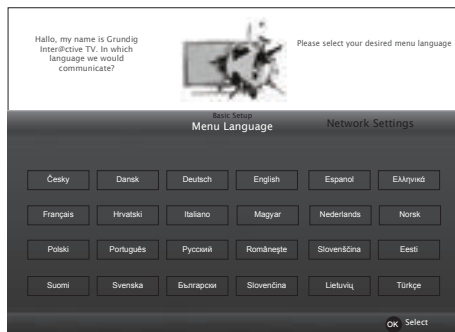 Hallo, my name
is Grundig
Inter@ctive TV. In which
language we would
communicate?
Please select your desired menu language
Basic Setup
Menu Language
Network Settings
Česky Dansk Deutsch English Espanol Ελληνικά
Français Hrvatski Italiano Magyar Nederlands Norsk
Polski Português Русский Româneşte Slovenščina Eesti
Suomi Svenska Български Slovenčina Lietuvių Türkçe
OK Select